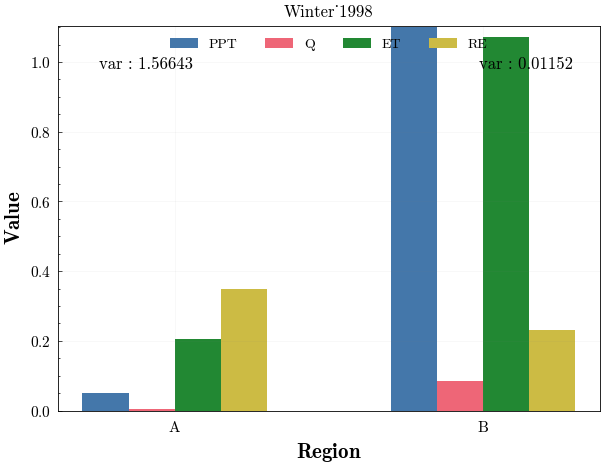 Winter˙1998
PPT Q ET RE
var : 1.56643 var : 0.01152
1.0
0.8
0.6
0.4
0.2
0.0
Value
A B
Region